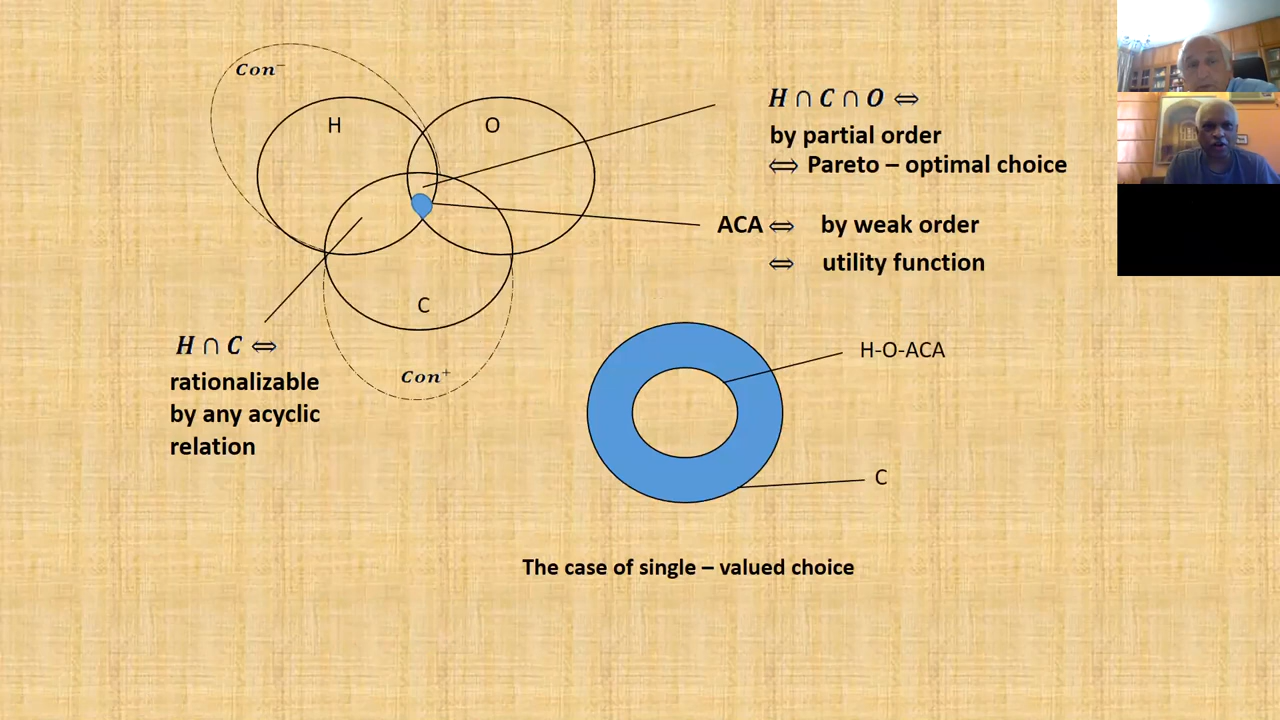 Con⁻
H
O
C
Con⁺
H ∩ C ∩ O ⇔
by partial order
⇔ Pareto – optimal choice
ACA ⇔ by weak order
⇔ utility function
H ∩ C ⇔
rationalizable
by any acyclic
relation
H-O-ACA
C
The case of single – valued choice